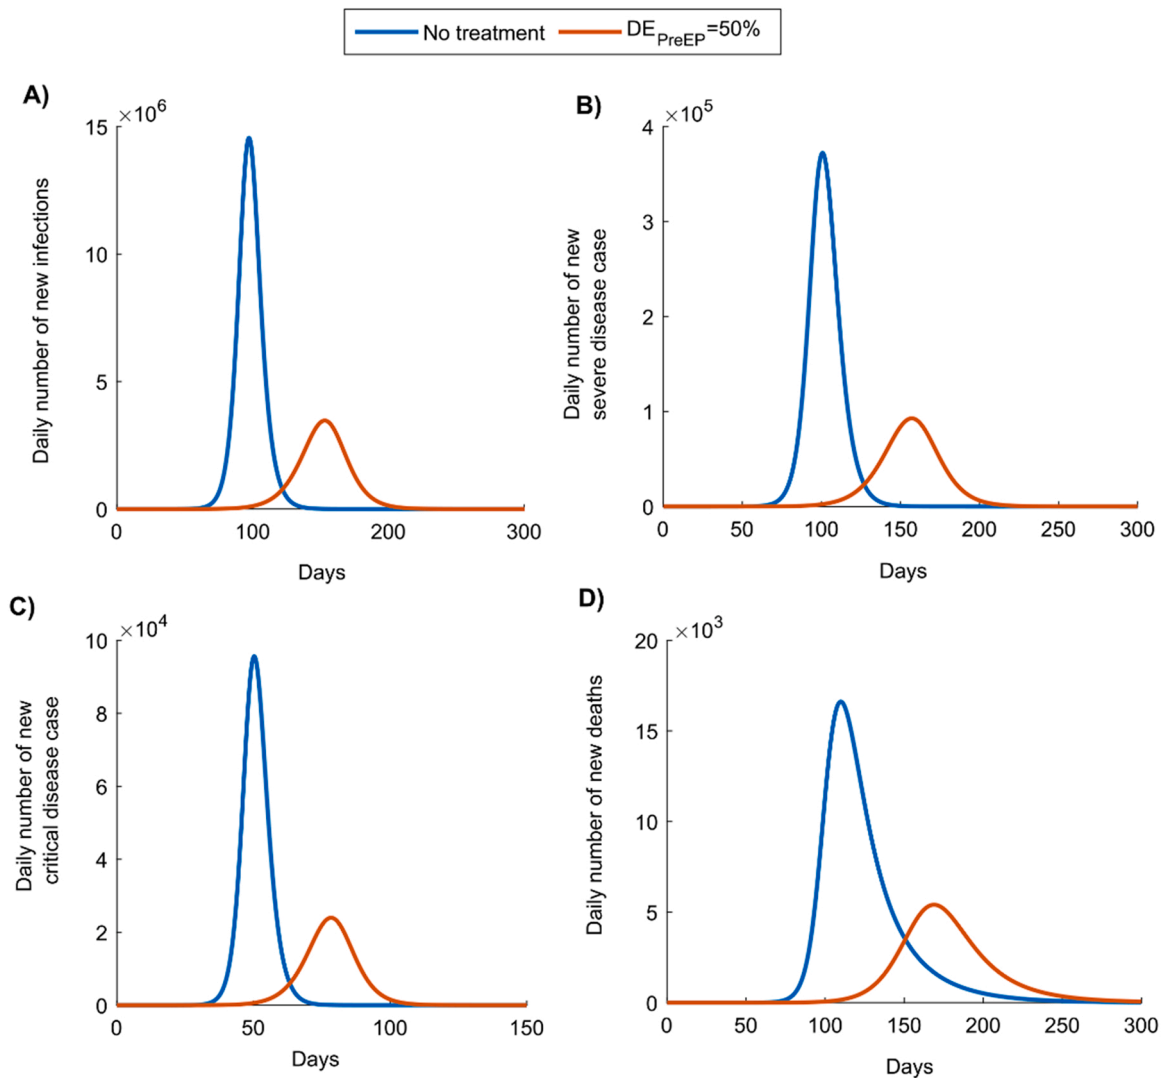 No treatment DE_PreEP=50%
A)
×10^6
15
10
5
0
0 100 200 300
Days
Daily number of new infections
B)
×10^5
4
3
2
1
0
0 50 100 150 200 250 300
Days
Daily number of new
severe disease case
C)
×10^4
10
8
6
4
2
0
0 50 100 150
Days
Daily number of new
critical disease case
D)
×10^3
20
15
10
5
0
0 50 100 150 200 250 300
Days
Daily number of new deaths